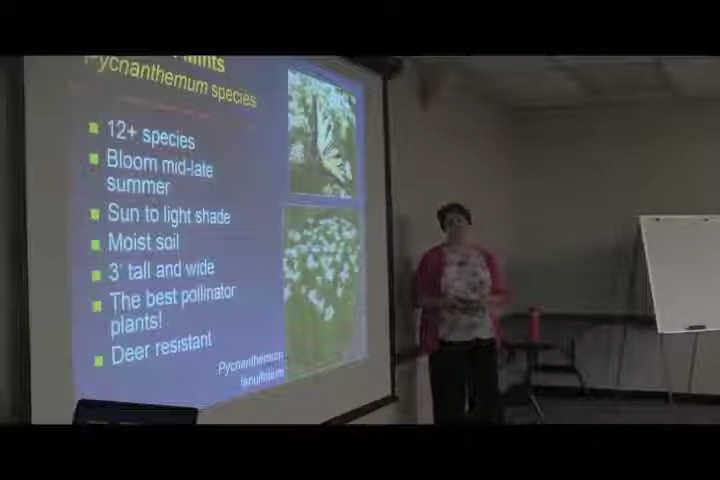 Pycnanthemum species
12+ species
Bloom mid-late
summer
Sun to light shade
Moist soil
3' tall and wide
The best pollinator
plants!
Deer resistant
Pycnanthemum